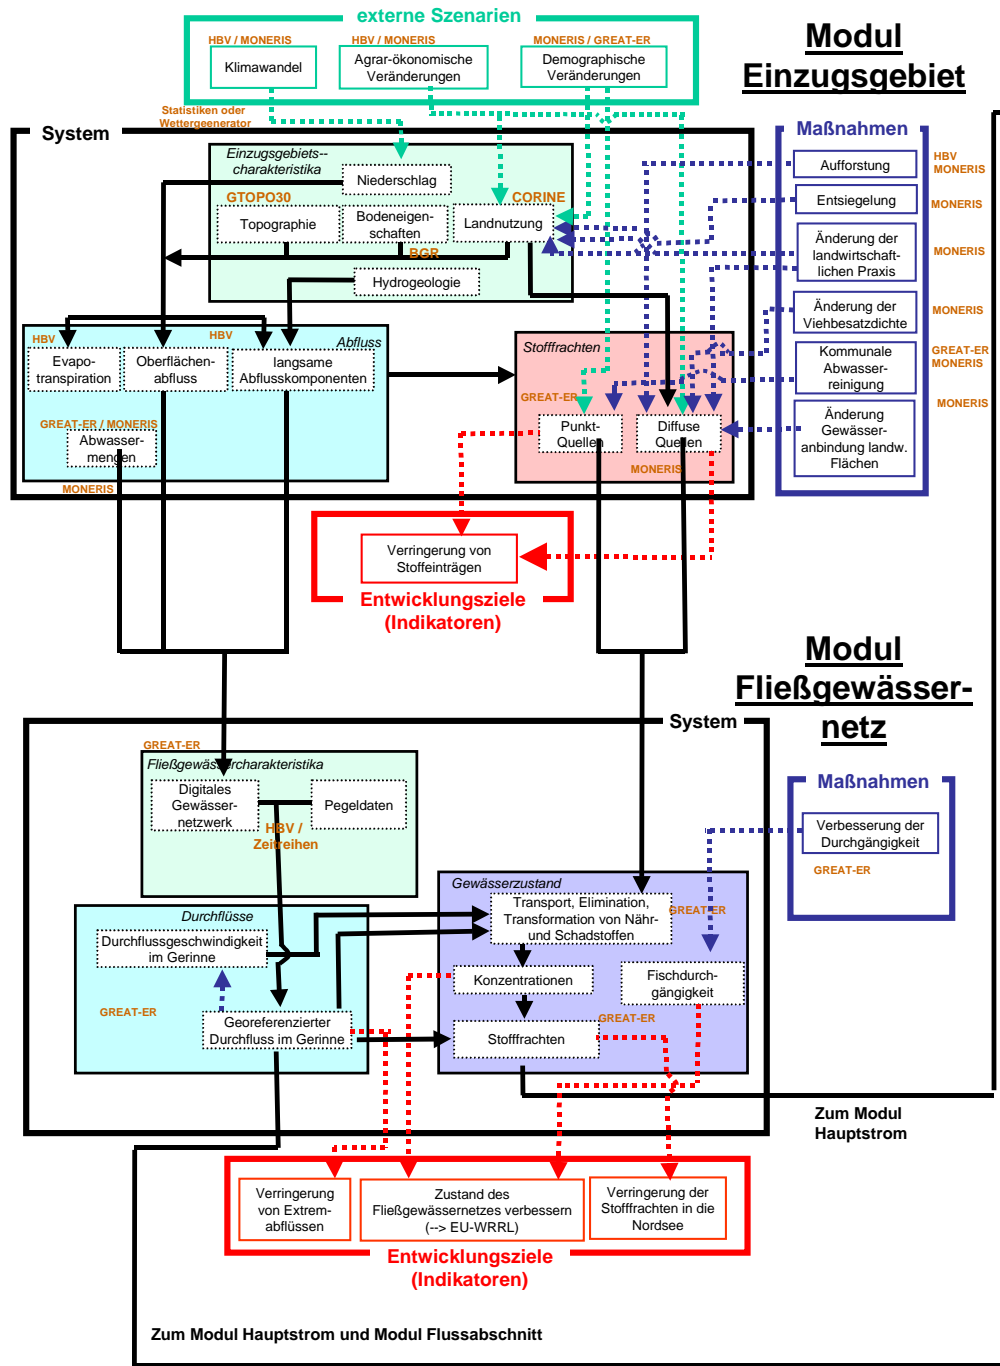 externe Szenarien
HBV / MONERIS
HBV / MONERIS
MONERIS / GREAT-ER
Klimawandel
Agrar-ökonomische
Veränderungen
Demographische
Veränderungen
Modul
Einzugsgebiet
Statistiken oder
Wettergeenerator
System
Einzugsgebiets--
charakteristika
Niederschlag
GTOPO30
CORINE
Topographie
Bodeneigen-
schaften
Landnutzung
BGR
Hydrogeologie
Maßnahmen
Aufforstung
HBV
MONERIS
Entsiegelung
MONERIS
Änderung der
landwirtschaft-
lichen Praxis
MONERIS
Änderung der
Viehbesatzdichte
MONERIS
Kommunale
Abwasser-
reinigung
GREAT-ER
MONERIS
Änderung
Gewässer-
anbindung landw.
Flächen
MONERIS
HBV
HBV
Abfluss
Evapo-
transpiration
Oberflächen-
abfluss
langsame
Abflusskomponenten
GREAT-ER / MONERIS
Abwasser-
mengen
MONERIS
Stofffrachten
GREAT-ER
Punkt-
Quellen
Diffuse
Quellen
MONERIS
Verringerung von
Stoffeinträgen
Entwicklungsziele
(Indikatoren)
Modul
Fließgewässer-
netz
System
GREAT-ER
Fließgewässercharakteristika
Digitales
Gewässer-
netzwerk
Pegeldaten
HBV /
Zeitreihen
Maßnahmen
Verbesserung der
Durchgängigkeit
GREAT-ER
Durchflüsse
Durchflussgeschwindigkeit
im Gerinne
GREAT-ER
Georeferenzierter
Durchfluss im Gerinne
Gewässerzustand
Transport, Elimination,
Transformation von Nähr-
und Schadstoffen
GREAT-ER
Konzentrationen
Fischdurch-
gängigkeit
GREAT-ER
Stofffrachten
Zum Modul
Hauptstrom
Verringerung
von Extrem-
abflüssen
Zustand des
Fließgewässernetzes verbessern
(--> EU-WRRL)
Verringerung der
Stofffrachten in die
Nordsee
Entwicklungsziele
(Indikatoren)
Zum Modul Hauptstrom und Modul Flussabschnitt